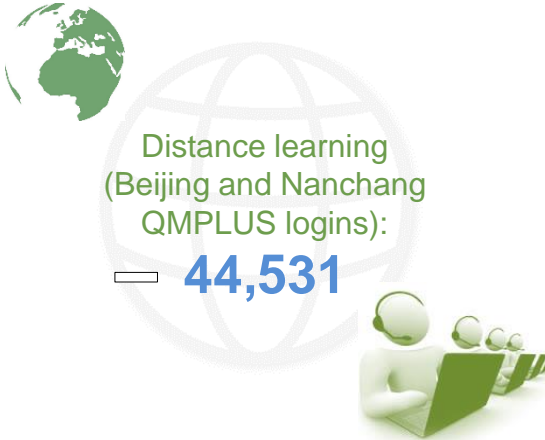 Distance learning
(Beijing and Nanchang
QMPLUS logins):
44,531